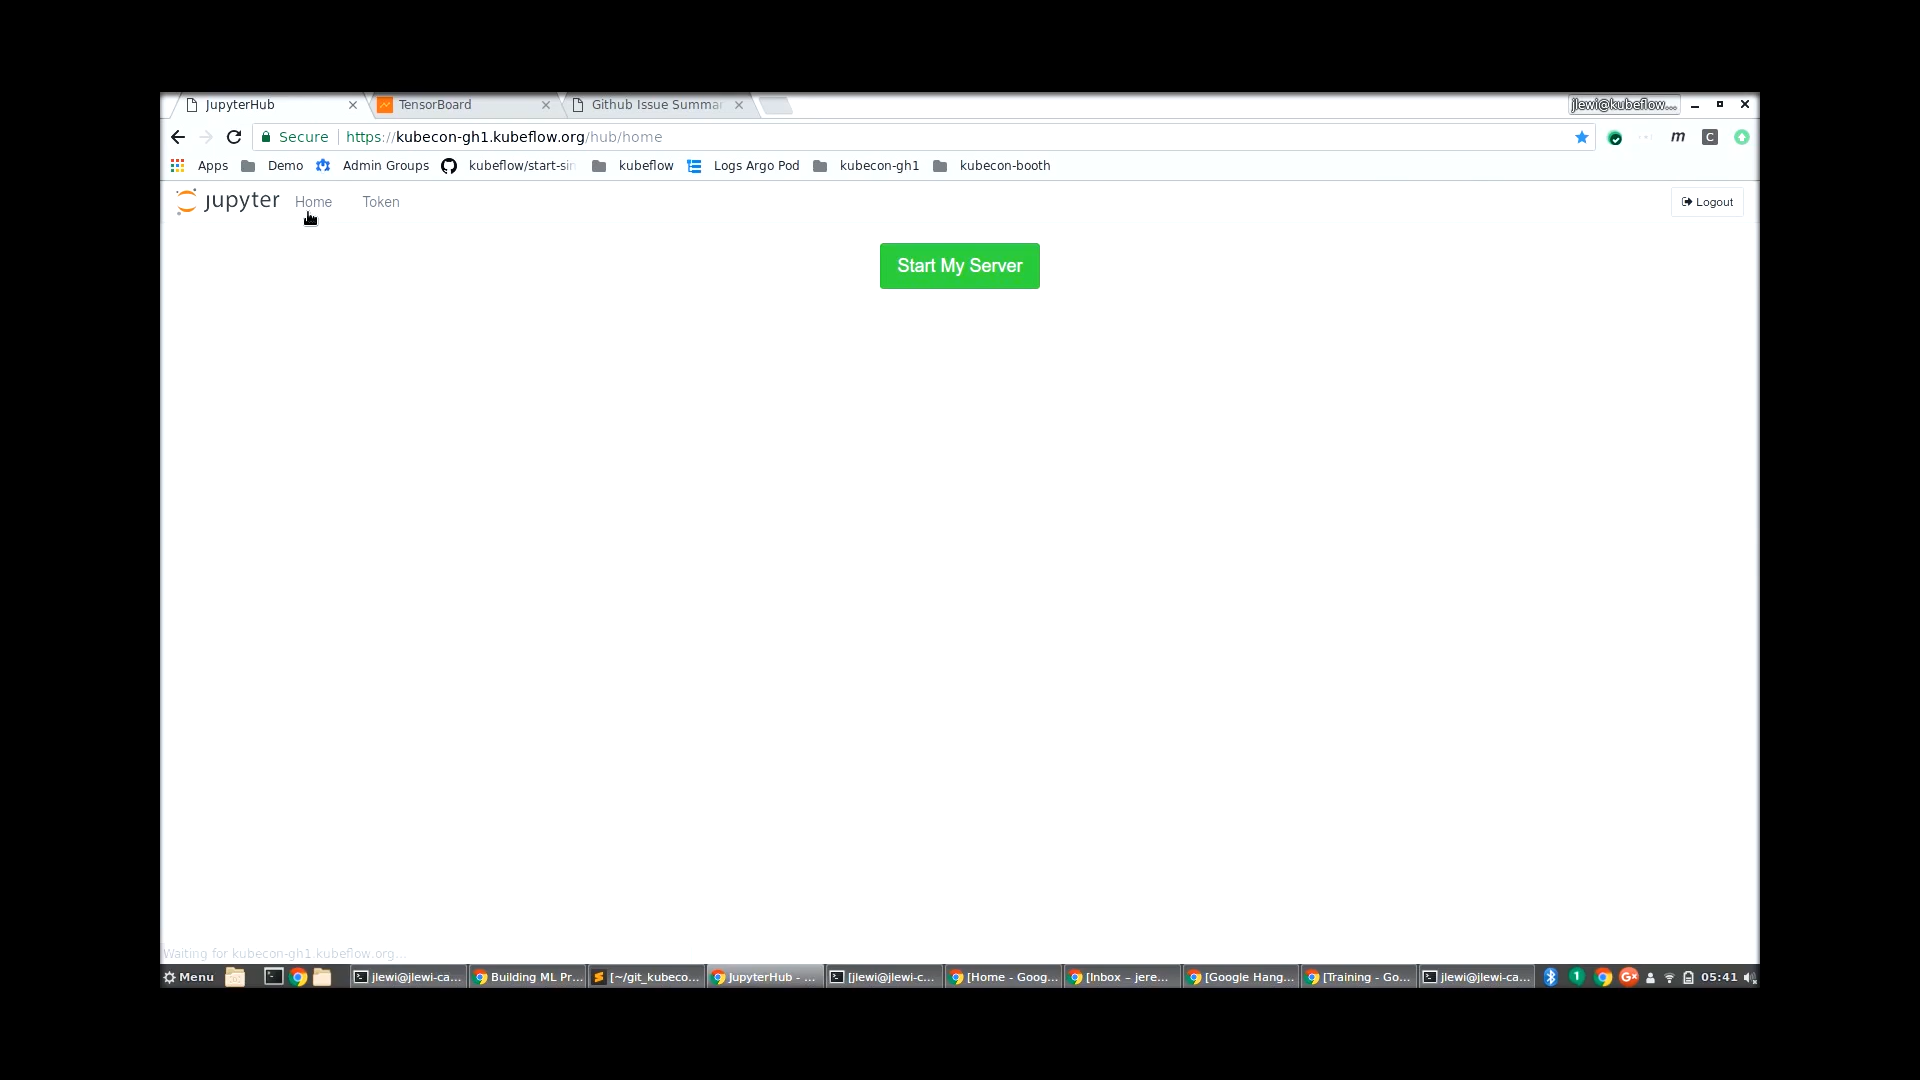 JupyterHub TensorBoard Github Issue Summar jlewi@kubeflow...
Secure https://kubecon-gh1.kubeflow.org/hub/home m C
Apps Demo Admin Groups kubeflow/start-sin kubeflow Logs Argo Pod kubecon-gh1 kubecon-booth
jupyter Home Token Logout
Start My Server
Waiting for kubecon-gh1.kubeflow.org...
Menu jlewi@jlewi-ca... Building ML Pr... [~/git_kubeco... JupyterHub - ... [jlewi@jlewi-c... [Home - Goog... [Inbox – jere... [Google Hang... [Training - Go... jlewi@jlewi-ca... 1 G+ 05:41